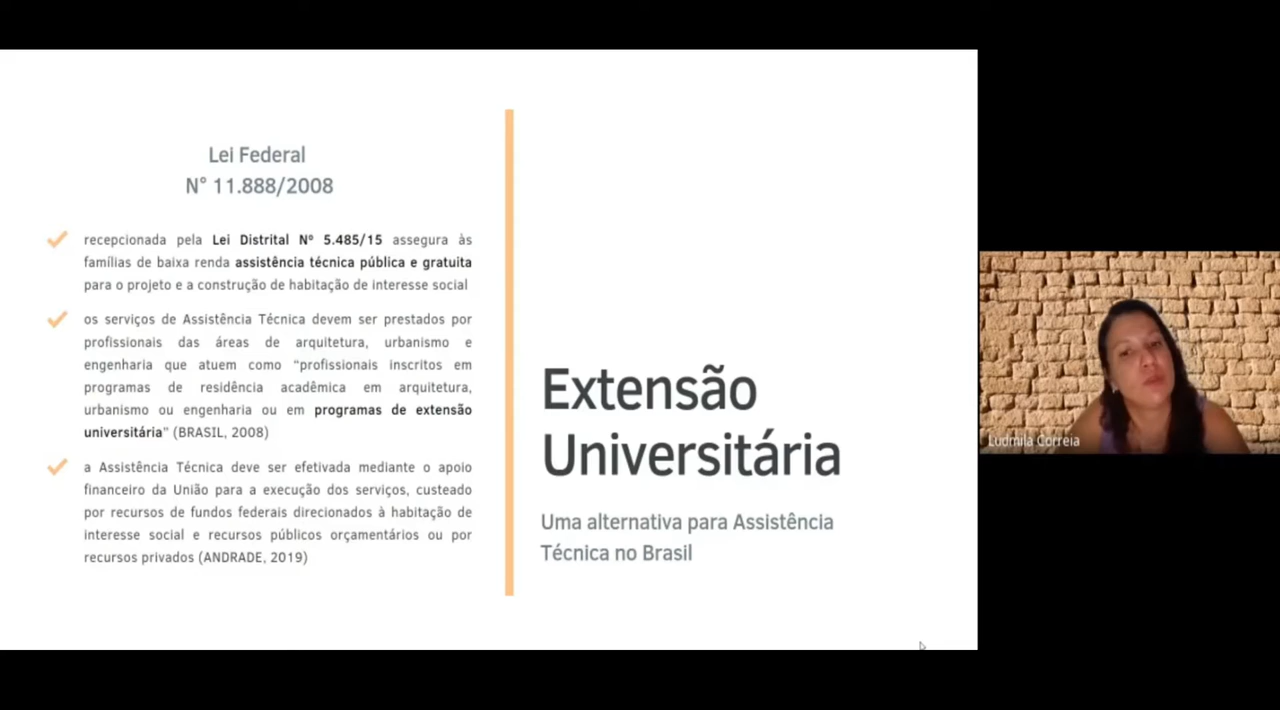 Lei Federal
N° 11.888/2008
recepcionada pela Lei Distrital Nº 5.485/15 assegura às
famílias de baixa renda assistência técnica pública e gratuita
para o projeto e a construção de habitação de interesse social
os serviços de Assistência Técnica devem ser prestados por
profissionais das áreas de arquitetura, urbanismo e
engenharia que atuem como “profissionais inscritos em
programas de residência acadêmica em arquitetura,
urbanismo ou engenharia ou em programas de extensão
universitária” (BRASIL, 2008)
a Assistência Técnica deve ser efetivada mediante o apoio
financeiro da União para a execução dos serviços, custeado
por recursos de fundos federais direcionados à habitação de
interesse social e recursos públicos orçamentários ou por
recursos privados (ANDRADE, 2019)
Extensão
Universitária
Uma alternativa para Assistência
Técnica no Brasil
Ludmila Correia